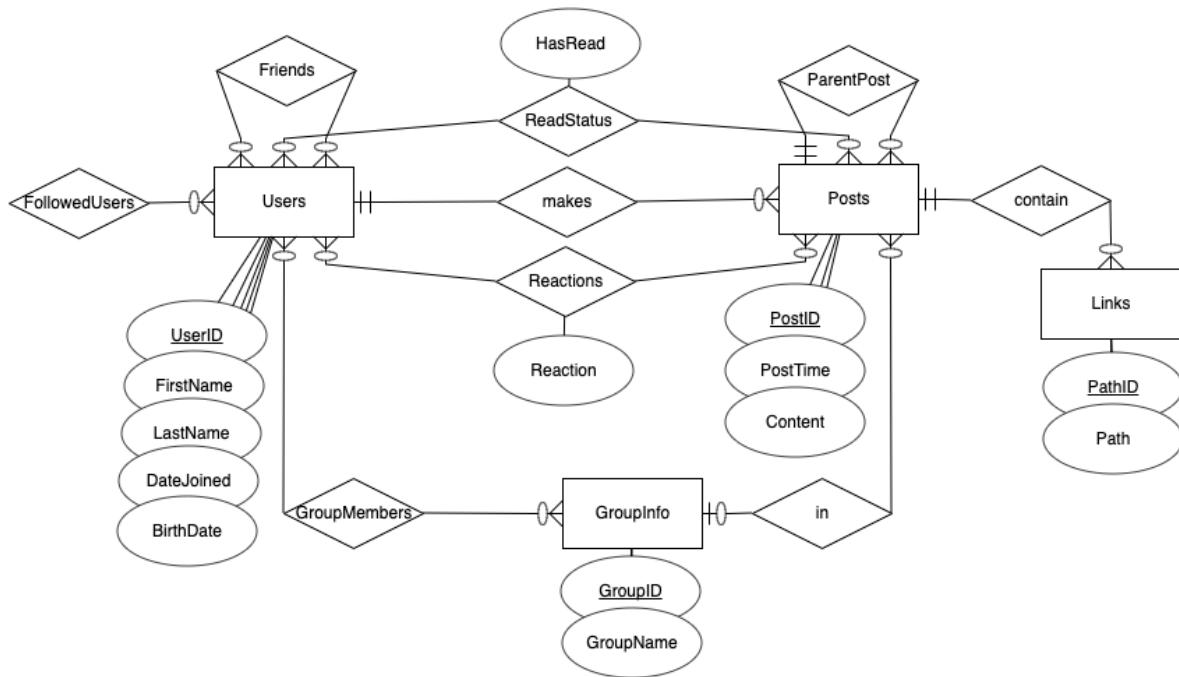 HasRead
Friends
ParentPost
ReadStatus
FollowedUsers
Users
makes
Posts
contain
Reactions
Links
UserID
FirstName
LastName
DateJoined
BirthDate
Reaction
PostID
PostTime
Content
PathID
Path
GroupMembers
GroupInfo
in
GroupID
GroupName